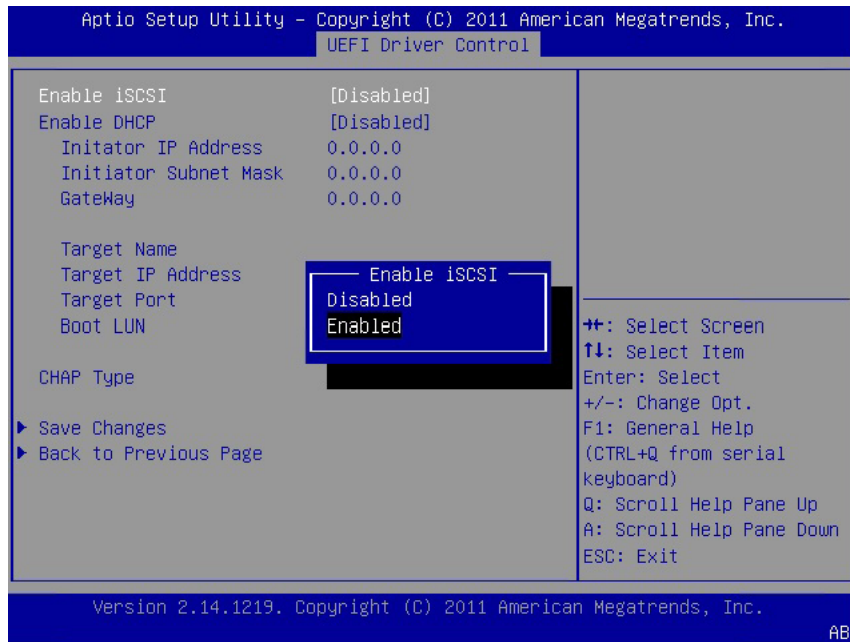 Aptio Setup Utility – Copyright (C) 2011 American Megatrends, Inc.
UEFI Driver Control
Enable iSCSI [Disabled]
Enable DHCP [Disabled]
Initator IP Address 0.0.0.0
Initiator Subnet Mask 0.0.0.0
GateWay 0.0.0.0
Target Name
Target IP Address
Target Port
Boot LUN
CHAP Type
Save Changes
Back to Previous Page
Enable iSCSI
Disabled
Enabled
→←: Select Screen
↑↓: Select Item
Enter: Select
+/-: Change Opt.
F1: General Help
(CTRL+Q from serial
keyboard)
Q: Scroll Help Pane Up
A: Scroll Help Pane Down
ESC: Exit
Version 2.14.1219. Copyright (C) 2011 American Megatrends, Inc.
AB